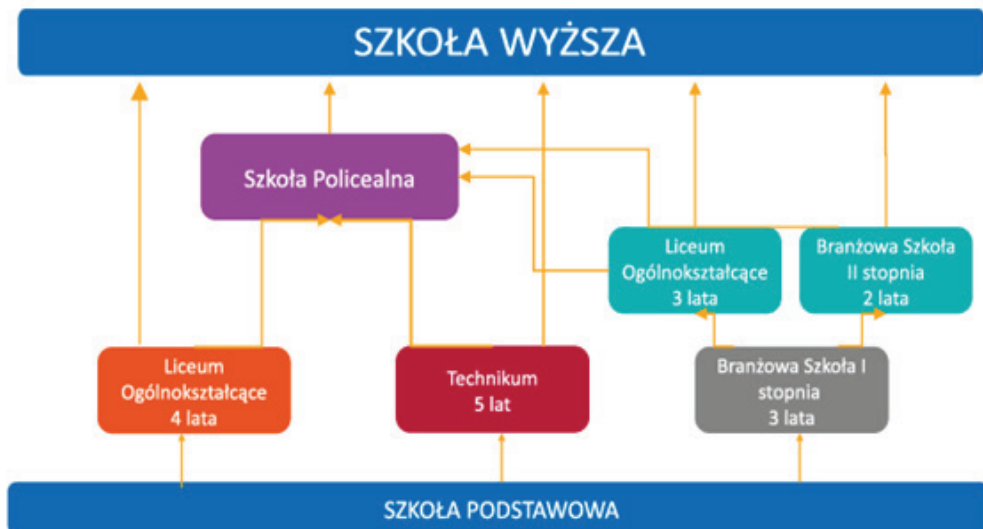 SZKOŁA WYŻSZA
Szkoła Policealna
Liceum
Ogólnokształcące
3 lata
Branżowa Szkoła
II stopnia
2 lata
Liceum
Ogólnokształcące
4 lata
Technikum
5 lat
Branżowa Szkoła I
stopnia
3 lata
SZKOŁA PODSTAWOWA